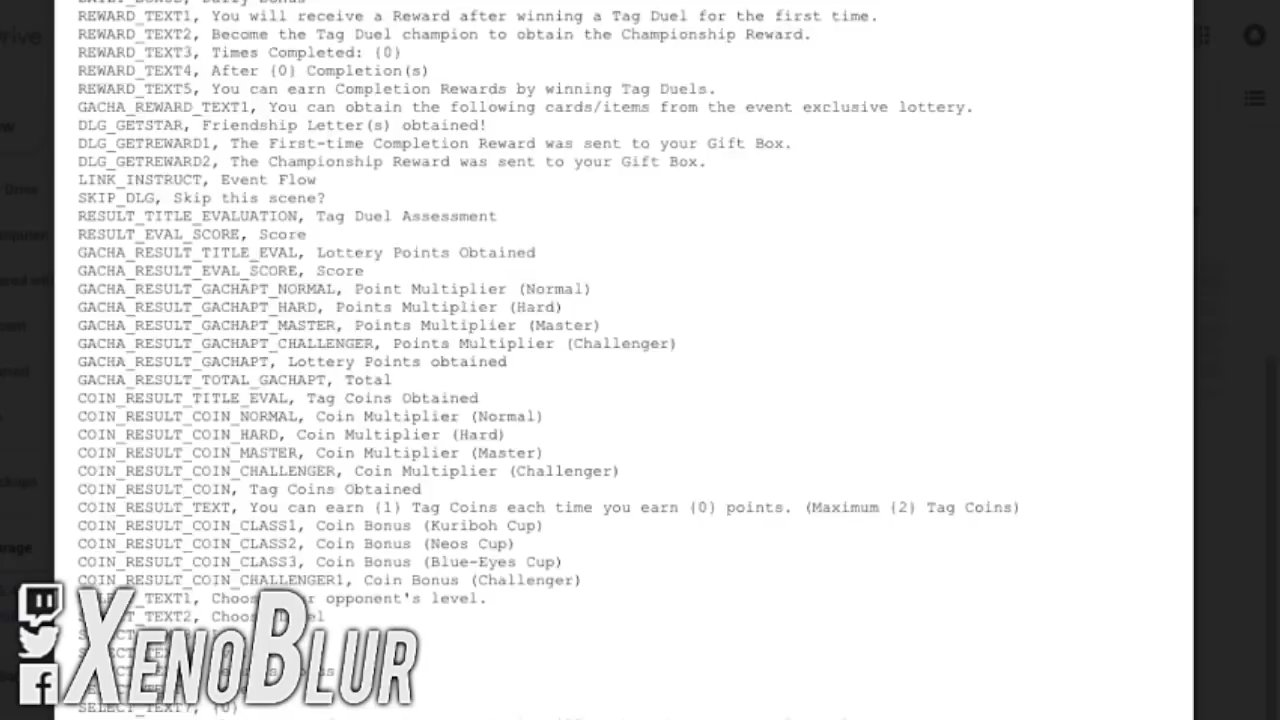 REWARD_TEXT1, You will receive a Reward after winning a Tag Duel for the first time.
REWARD_TEXT2, Become the Tag Duel champion to obtain the Championship Reward.
REWARD_TEXT3, Times Completed: {0}
REWARD_TEXT4, After {0} Completion(s)
REWARD_TEXT5, You can earn Completion Rewards by winning Tag Duels.
GACHA_REWARD_TEXT1, You can obtain the following cards/items from the event exclusive lottery.
DLG_GETSTAR, Friendship Letter(s) obtained!
DLG_GETREWARD1, The First-time Completion Reward was sent to your Gift Box.
DLG_GETREWARD2, The Championship Reward was sent to your Gift Box.
LINK_INSTRUCT, Event Flow
SKIP_DLG, Skip this scene?
RESULT_TITLE_EVALUATION, Tag Duel Assessment
RESULT_EVAL_SCORE, Score
GACHA_RESULT_TITLE_EVAL, Lottery Points Obtained
GACHA_RESULT_EVAL_SCORE, Score
GACHA_RESULT_GACHAPT_NORMAL, Point Multiplier (Normal)
GACHA_RESULT_GACHAPT_HARD, Points Multiplier (Hard)
GACHA_RESULT_GACHAPT_MASTER, Points Multiplier (Master)
GACHA_RESULT_GACHAPT_CHALLENGER, Points Multiplier (Challenger)
GACHA_RESULT_GACHAPT, Lottery Points obtained
GACHA_RESULT_TOTAL_GACHAPT, Total
COIN_RESULT_TITLE_EVAL, Tag Coins Obtained
COIN_RESULT_COIN_NORMAL, Coin Multiplier (Normal)
COIN_RESULT_COIN_HARD, Coin Multiplier (Hard)
COIN_RESULT_COIN_MASTER, Coin Multiplier (Master)
COIN_RESULT_COIN_CHALLENGER, Coin Multiplier (Challenger)
COIN_RESULT_COIN, Tag Coins Obtained
COIN_RESULT_TEXT, You can earn {1} Tag Coins each time you earn {0} points. (Maximum {2} Tag Coins)
COIN_RESULT_COIN_CLASS1, Coin Bonus (Kuriboh Cup)
COIN_RESULT_COIN_CLASS2, Coin Bonus (Neos Cup)
COIN_RESULT_COIN_CLASS3, Coin Bonus (Blue-Eyes Cup)
COIN_RESULT_COIN_CHALLENGER1, Coin Bonus (Challenger)
opponent's level.
SELECT_TEXT7, {0}
XENOBLUR